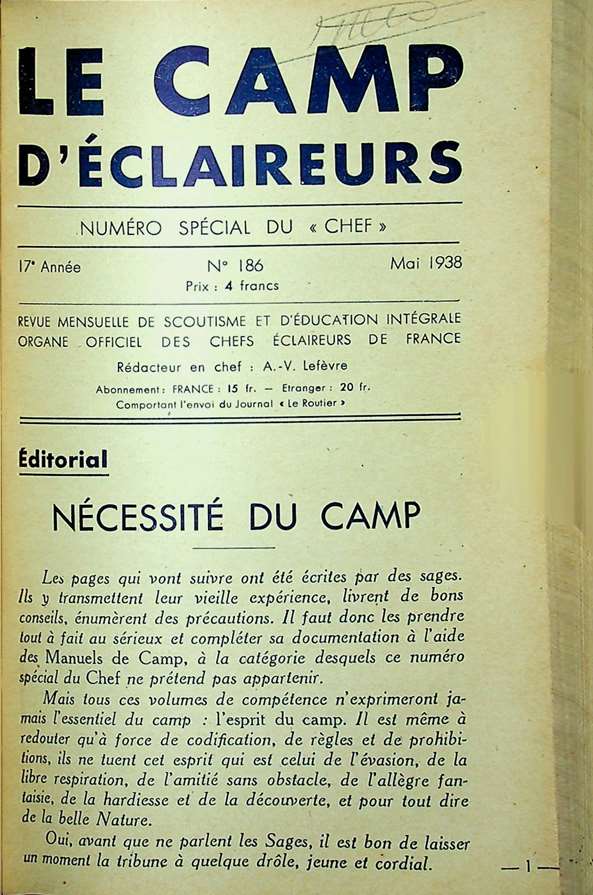 LE CAMP
D'ÉCLAIREURS
NUMÉRO SPÉCIAL DU « CHEF »
17e Année N° 186 Mai 1938
Prix : 4 francs
REVUE MENSUELLE DE SCOUTISME ET D'ÉDUCATION INTÉGRALE
ORGANE OFFICIEL DES CHEFS ÉCLAIREURS DE FRANCE
Rédacteur en chef : A.-V. Lefèvre
Abonnement : FRANCE : 15 fr. — Etranger : 20 fr.
Comportant l'envoi du Journal « Le Routier »
Éditorial
NÉCESSITÉ DU CAMP
Les pages qui vont suivre ont été écrites par des sages.
Ils y transmettent leur vieille expérience, livrent de bons
conseils, énumèrent des précautions. Il faut donc les prendre
tout à fait au sérieux et compléter sa documentation à l'aide
des Manuels de Camp, à la catégorie desquels ce numéro
spécial du Chef ne prétend pas appartenir.
Mais tous ces volumes de compétence n'exprimeront ja-
mais l'essentiel du camp : l'esprit du camp. Il est même à
redouter qu'à force de codification, de règles et de prohibi-
tions, ils ne tuent cet esprit qui est celui de l'évasion, de la
libre respiration, de l'amitié sans obstacle, de l'allègre fan-
taisie, de la hardiesse et de la découverte, et pour tout dire
de la belle Nature.
Oui, avant que ne parlent les Sages, il est bon de laisser
un moment la tribune à quelque drôle, jeune et cordial.
— 1 —